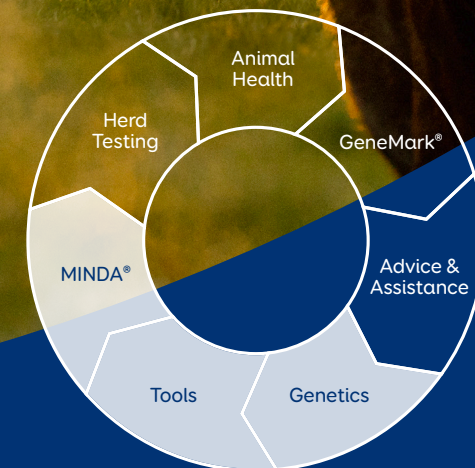 Animal
Health
GeneMark®
Advice &
Assistance
Genetics
Tools
MINDA®
Herd
Testing